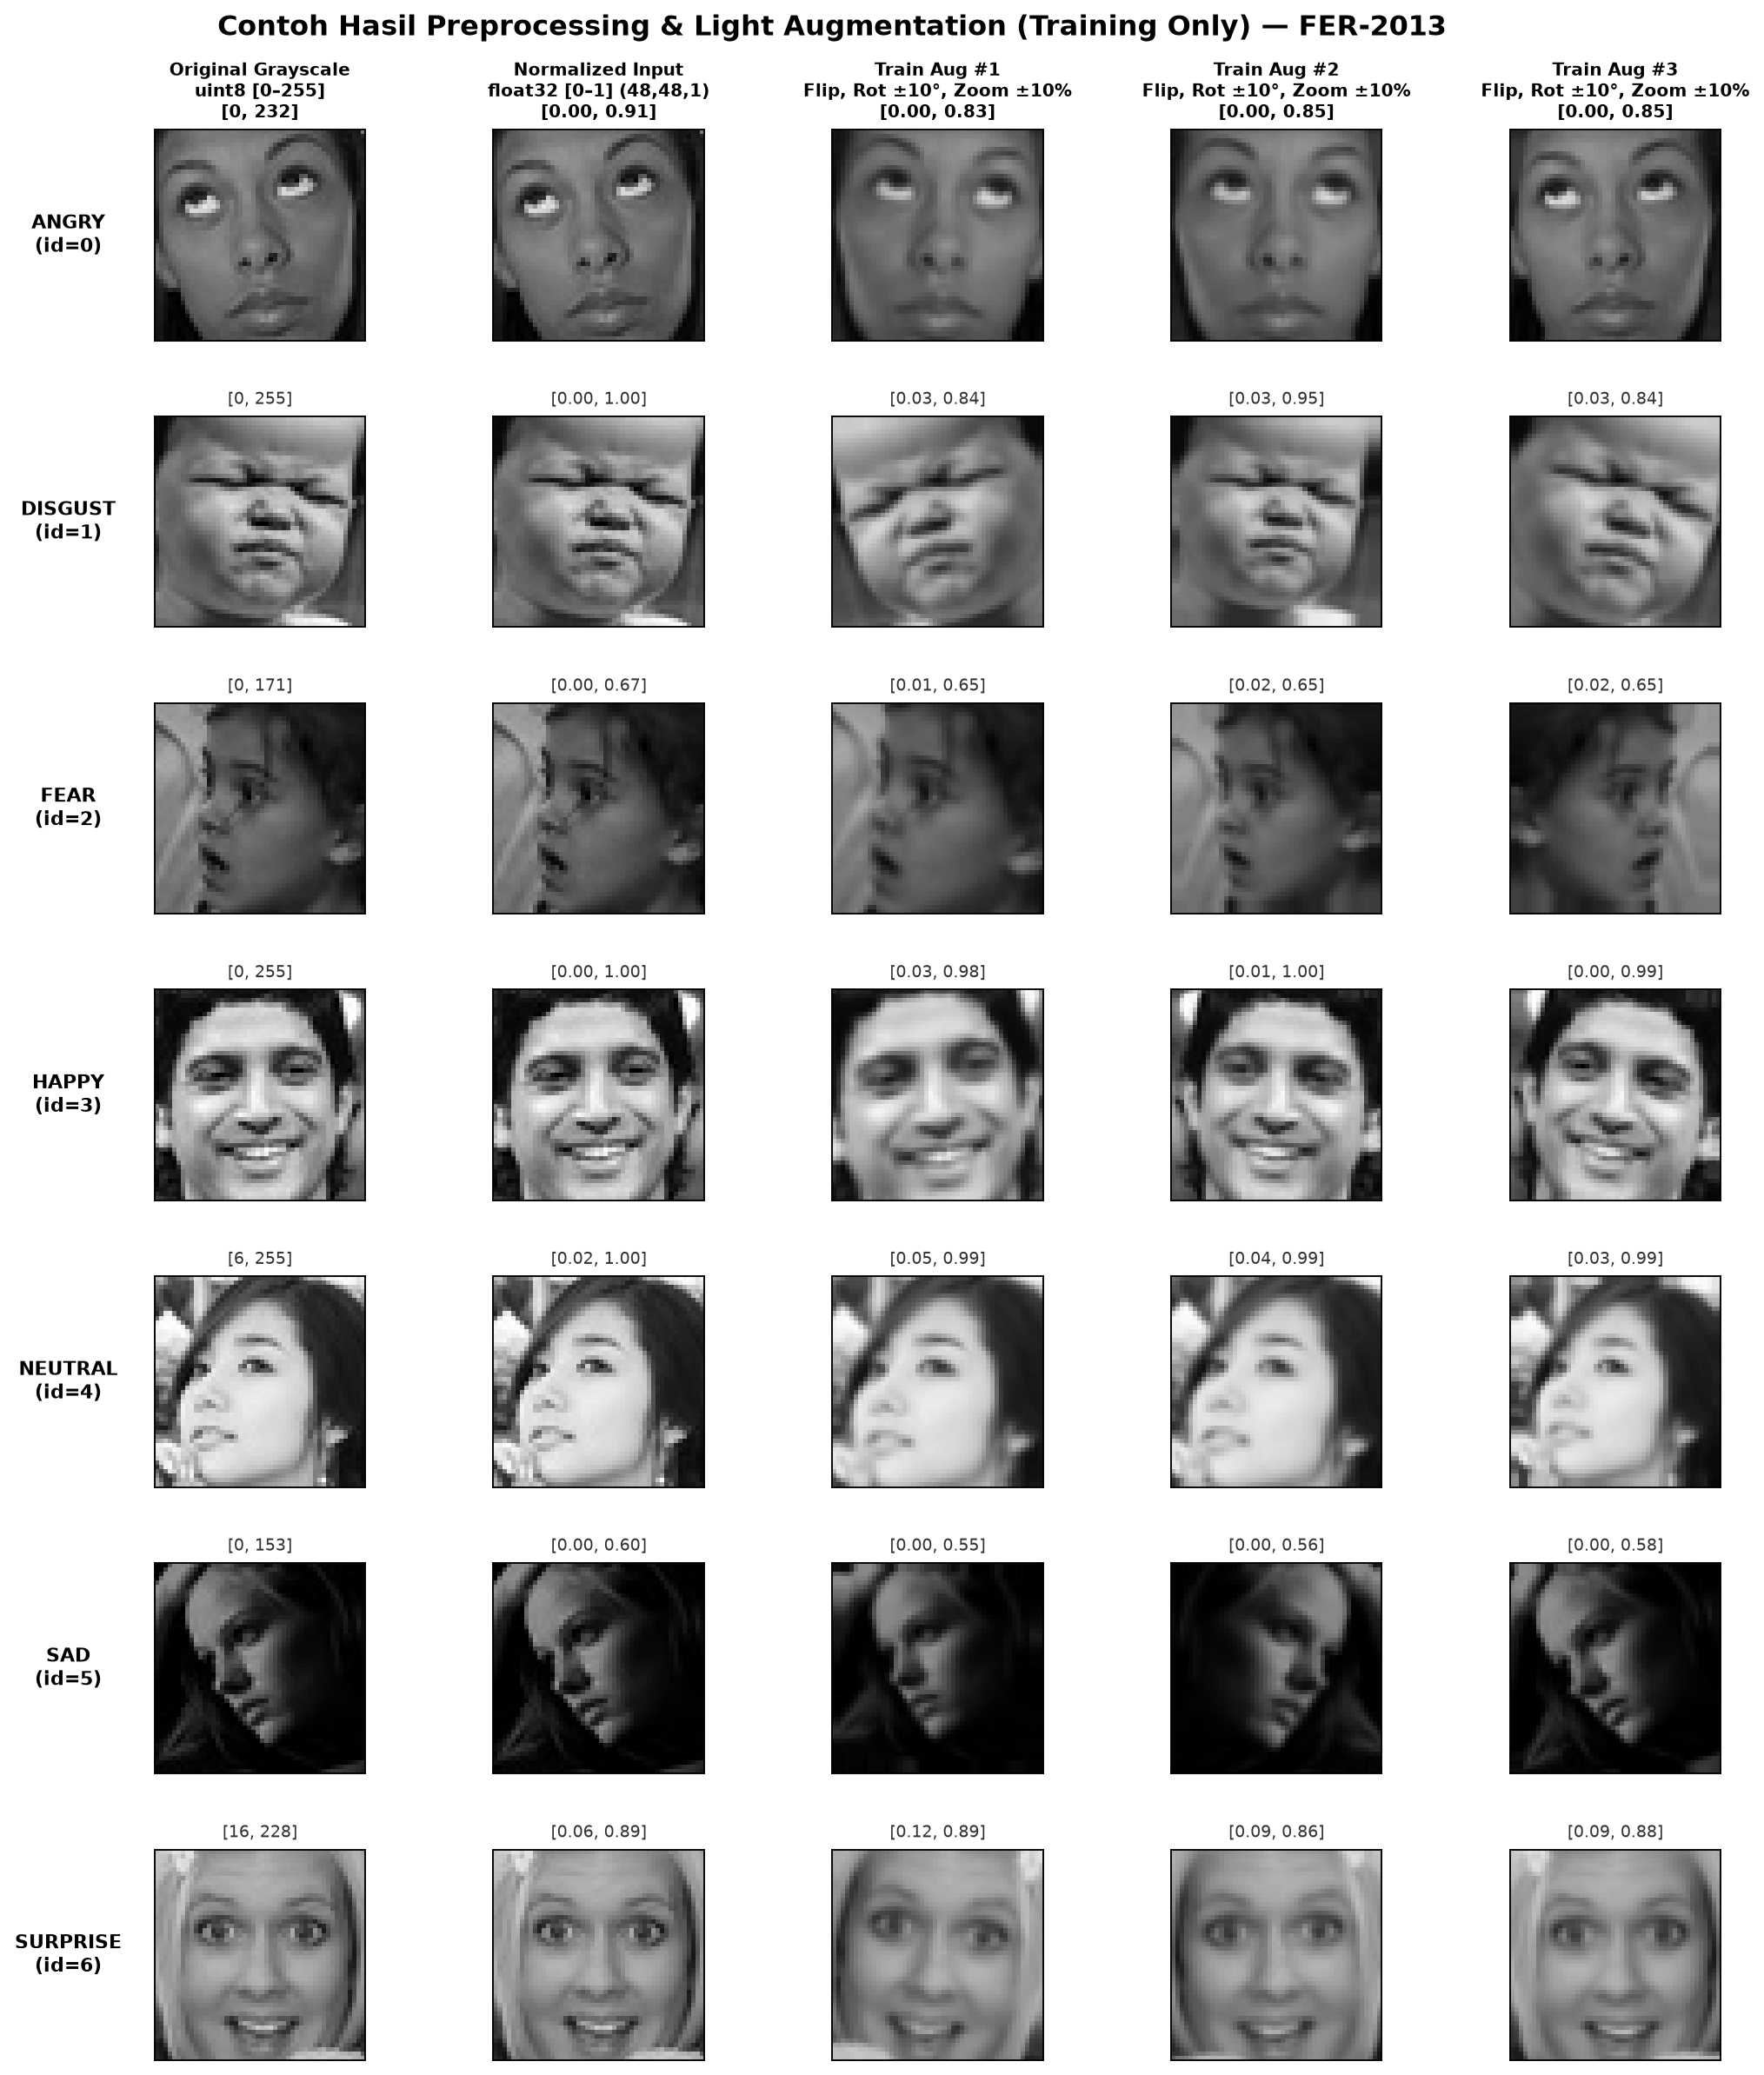 Contoh Hasil Preprocessing & Light Augmentation (Training Only) — FER-2013
Original Grayscale
uint8 [0–255]
[0, 232]
Normalized Input
float32 [0–1] (48,48,1)
[0.00, 0.91]
Train Aug #1
Flip, Rot ±10°, Zoom ±10%
[0.00, 0.83]
Train Aug #2
Flip, Rot ±10°, Zoom ±10%
[0.00, 0.85]
Train Aug #3
Flip, Rot ±10°, Zoom ±10%
[0.00, 0.85]
ANGRY
(id=0)
[0, 255]
[0.00, 1.00]
[0.03, 0.84]
[0.03, 0.95]
[0.03, 0.84]
DISGUST
(id=1)
[0, 171]
[0.00, 0.67]
[0.01, 0.65]
[0.02, 0.65]
[0.02, 0.65]
FEAR
(id=2)
[0, 255]
[0.00, 1.00]
[0.03, 0.98]
[0.01, 1.00]
[0.00, 0.99]
HAPPY
(id=3)
[6, 255]
[0.02, 1.00]
[0.05, 0.99]
[0.04, 0.99]
[0.03, 0.99]
NEUTRAL
(id=4)
[0, 153]
[0.00, 0.60]
[0.00, 0.55]
[0.00, 0.56]
[0.00, 0.58]
SAD
(id=5)
[16, 228]
[0.06, 0.89]
[0.12, 0.89]
[0.09, 0.86]
[0.09, 0.88]
SURPRISE
(id=6)